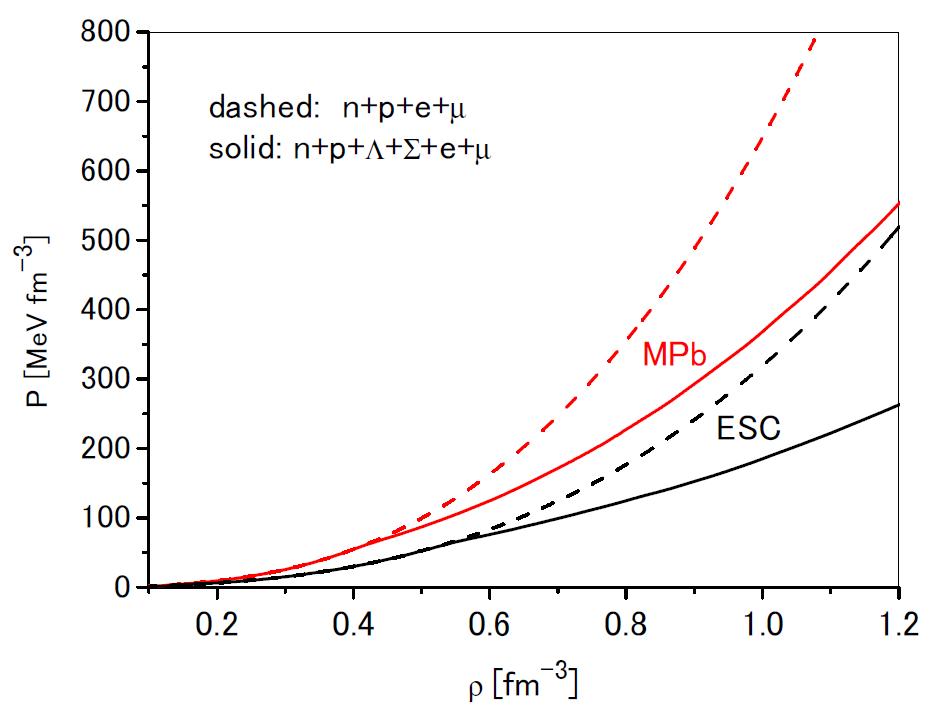 800
700
600
500
400
300
200
100
0
P [MeV fm⁻³]
dashed: n+p+e+μ
solid: n+p+Λ+Σ+e+μ
MPb
ESC
0.2 0.4 0.6 0.8 1.0 1.2
ρ [fm⁻³]